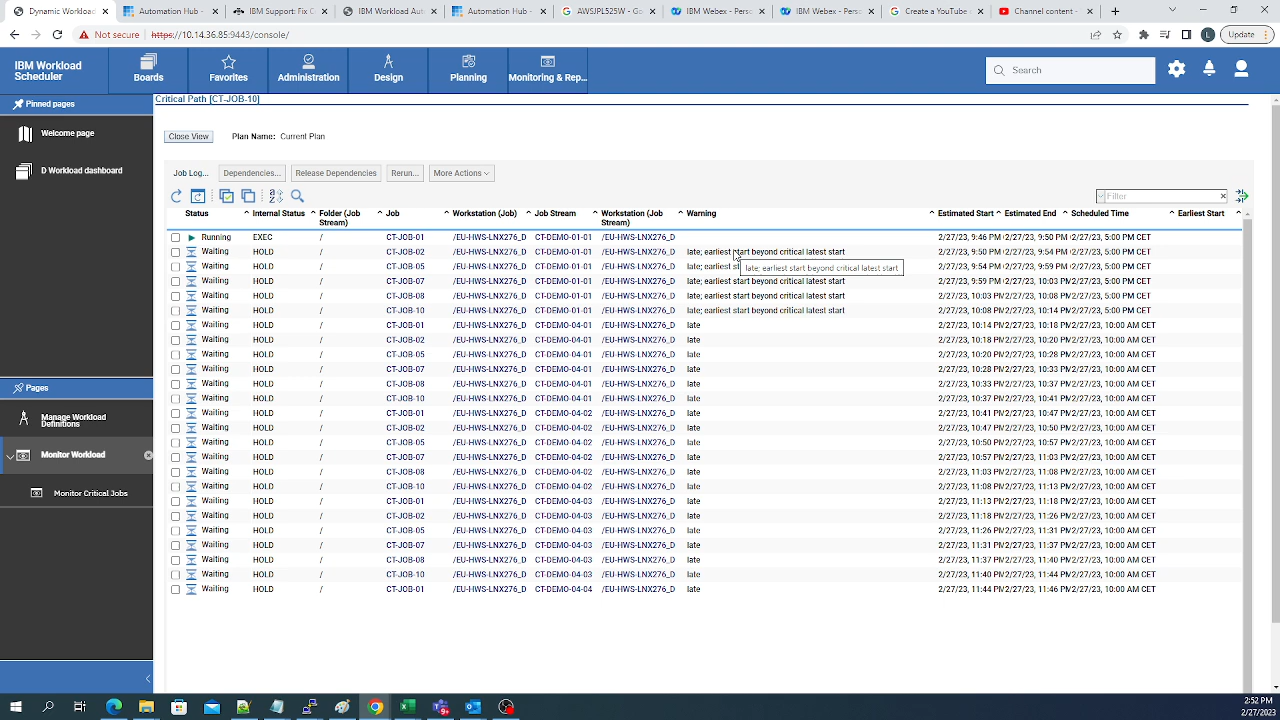 Dynamic Workload
Automation Hub -
IBM Support: Fix C
IBM Workload Aut
Automation Hub -
AWSJPL525W - Go
IBM Webex - Peop
IBM Webex - Peop
Create a YouTube
Channel content -
Not secure https://10.14.36.85:9443/console/
Update
IBM Workload Scheduler
Boards Favorites Administration Design Planning Monitoring & Rep...
Search
Pinned pages
Welcome page
D Workload dashboard
Pages
Manage Workload
Definitions
Monitor Workload
Monitor Critical Jobs
Critical Path [CT-JOB-10]
Close View Plan Name: Current Plan
Job Log... Dependencies... Release Dependencies Rerun... More Actions
Filter
Status Internal Status Folder (Job Stream) Job Workstation (Job) Job Stream Workstation (Job Stream) Warning Estimated Start Estimated End Scheduled Time Earliest Start
Running EXEC / CT-JOB-01 /EU-HWS-LNX276_D CT-DEMO-01-01 /EU-HWS-LNX276_D 2/27/23, 9:46 PM 2/27/23, 9:50 PM 2/27/23, 5:00 PM CET
Waiting HOLD / CT-JOB-02 /EU-HWS-LNX276_D CT-DEMO-01-01 /EU-HWS-LNX276_D late; earliest start beyond critical latest start 2/27/23, 9:50 PM 2/27/23, 9:54 PM 2/27/23, 5:00 PM CET
Waiting HOLD / CT-JOB-05 /EU-HWS-LNX276_D CT-DEMO-01-01 /EU-HWS-LNX276_D late; earliest st 2/27/23, 9:54 PM 2/27/23, 9:59 PM 2/27/23, 5:00 PM CET
late; earliest start beyond critical latest start
Waiting HOLD / CT-JOB-07 /EU-HWS-LNX276_D CT-DEMO-01-01 /EU-HWS-LNX276_D late; earliest start beyond critical latest start 2/27/23, 9:59 PM 2/27/23, 10:03 PM 2/27/23, 5:00 PM CET
Waiting HOLD / CT-JOB-08 /EU-HWS-LNX276_D CT-DEMO-01-01 /EU-HWS-LNX276_D late; earliest start beyond critical latest start 2/27/23, 10:03 PM 2/27/23, 10:08 PM 2/27/23, 5:00 PM CET
Waiting HOLD / CT-JOB-10 /EU-HWS-LNX276_D CT-DEMO-01-01 /EU-HWS-LNX276_D late; earliest start beyond critical latest start 2/27/23, 10:08 PM 2/27/23, 10:14 PM 2/27/23, 5:00 PM CET
Waiting HOLD / CT-JOB-01 /EU-HWS-LNX276_D CT-DEMO-04-01 /EU-HWS-LNX276_D late 2/27/23, 10:14 PM 2/27/23, 10:18 PM 2/27/23, 10:00 AM CET
Waiting HOLD / CT-JOB-02 /EU-HWS-LNX276_D CT-DEMO-04-01 /EU-HWS-LNX276_D late 2/27/23, 10:18 PM 2/27/23, 10:20 PM 2/27/23, 10:00 AM CET
Waiting HOLD / CT-JOB-05 /EU-HWS-LNX276_D CT-DEMO-04-01 /EU-HWS-LNX276_D late 2/27/23, 10:20 PM 2/27/23, 10:28 PM 2/27/23, 10:00 AM CET
Waiting HOLD / CT-JOB-07 /EU-HWS-LNX276_D CT-DEMO-04-01 /EU-HWS-LNX276_D late 2/27/23, 10:28 PM 2/27/23, 10:33 PM 2/27/23, 10:00 AM CET
Waiting HOLD / CT-JOB-08 /EU-HWS-LNX276_D CT-DEMO-04-01 /EU-HWS-LNX276_D late 2/27/23, 10:33 PM 2/27/23, 10:37 PM 2/27/23, 10:00 AM CET
Waiting HOLD / CT-JOB-10 /EU-HWS-LNX276_D CT-DEMO-04-01 /EU-HWS-LNX276_D late 2/27/23, 10:37 PM 2/27/23, 10:41 PM 2/27/23, 10:00 AM CET
Waiting HOLD / CT-JOB-01 /EU-HWS-LNX276_D CT-DEMO-04-02 /EU-HWS-LNX276_D late 2/27/23, 10:41 PM 2/27/23, 10:47 PM 2/27/23, 10:00 AM CET
Waiting HOLD / CT-JOB-02 /EU-HWS-LNX276_D CT-DEMO-04-02 /EU-HWS-LNX276_D late 2/27/23, 10:47 PM 2/27/23, 10:50 PM 2/27/23, 10:00 AM CET
Waiting HOLD / CT-JOB-05 /EU-HWS-LNX276_D CT-DEMO-04-02 /EU-HWS-LNX276_D late 2/27/23, 10:50 PM 2/27/23, 10:57 PM 2/27/23, 10:00 AM CET
Waiting HOLD / CT-JOB-07 /EU-HWS-LNX276_D CT-DEMO-04-02 /EU-HWS-LNX276_D late 2/27/23, 10:57 PM 2/27/23, 11:03 PM 2/27/23, 10:00 AM CET
Waiting HOLD / CT-JOB-08 /EU-HWS-LNX276_D CT-DEMO-04-02 /EU-HWS-LNX276_D late 2/27/23, 11:03 PM 2/27/23, 11:08 PM 2/27/23, 10:00 AM CET
Waiting HOLD / CT-JOB-10 /EU-HWS-LNX276_D CT-DEMO-04-02 /EU-HWS-LNX276_D late 2/27/23, 11:08 PM 2/27/23, 11:13 PM 2/27/23, 10:00 AM CET
Waiting HOLD / CT-JOB-01 /EU-HWS-LNX276_D CT-DEMO-04-03 /EU-HWS-LNX276_D late 2/27/23, 11:13 PM 2/27/23, 11:18 PM 2/27/23, 10:00 AM CET
Waiting HOLD / CT-JOB-02 /EU-HWS-LNX276_D CT-DEMO-04-03 /EU-HWS-LNX276_D late 2/27/23, 11:18 PM 2/27/23, 11:26 PM 2/27/23, 10:00 AM CET
Waiting HOLD / CT-JOB-05 /EU-HWS-LNX276_D CT-DEMO-04-03 /EU-HWS-LNX276_D late 2/27/23, 11:26 PM 2/27/23, 11:31 PM 2/27/23, 10:00 AM CET
Waiting HOLD / CT-JOB-07 /EU-HWS-LNX276_D CT-DEMO-04-03 /EU-HWS-LNX276_D late 2/27/23, 11:31 PM 2/27/23, 11:37 PM 2/27/23, 10:00 AM CET
Waiting HOLD / CT-JOB-08 /EU-HWS-LNX276_D CT-DEMO-04-03 /EU-HWS-LNX276_D late 2/27/23, 11:37 PM 2/27/23, 11:40 PM 2/27/23, 10:00 AM CET
Waiting HOLD / CT-JOB-10 /EU-HWS-LNX276_D CT-DEMO-04-03 /EU-HWS-LNX276_D late 2/27/23, 11:40 PM 2/27/23, 11:44 PM 2/27/23, 10:00 AM CET
Waiting HOLD / CT-JOB-01 /EU-HWS-LNX276_D CT-DEMO-04-04 /EU-HWS-LNX276_D late 2/27/23, 11:44 PM 2/27/23, 11:46 PM 2/27/23, 10:00 AM CET
2:52 PM
2/27/2023